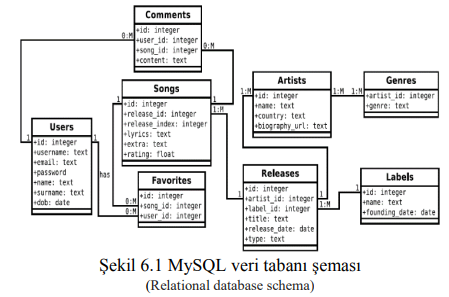 Comments
+id: integer
+user_id: integer
+song_id: integer
+content: text
0:M
0:M
Songs
+id: integer
+release_id: integer
+release_index: integer
+lyrics: text
+extra: text
+rating: float
1
1:M
Artists
+id: integer
+name: text
+country: text
+biography_url: text
1:M
1:M
1:M
Genres
+artist_id: integer
+genre: text
Users
+id: integer
+username: text
+email: text
+password
+name: text
+surname: text
+dob: date
1
1
has
Favorites
+id: integer
+song_id: integer
+user_id: integer
0:M
0:M
Releases
+id: integer
+artist_id: integer
+label_id: integer
+title: text
+release_date: date
+type: text
1
1
1:M
Labels
+id: integer
+name: text
+founding_date: date
1
Şekil 6.1 MySQL veri tabanı şeması
(Relational database schema)